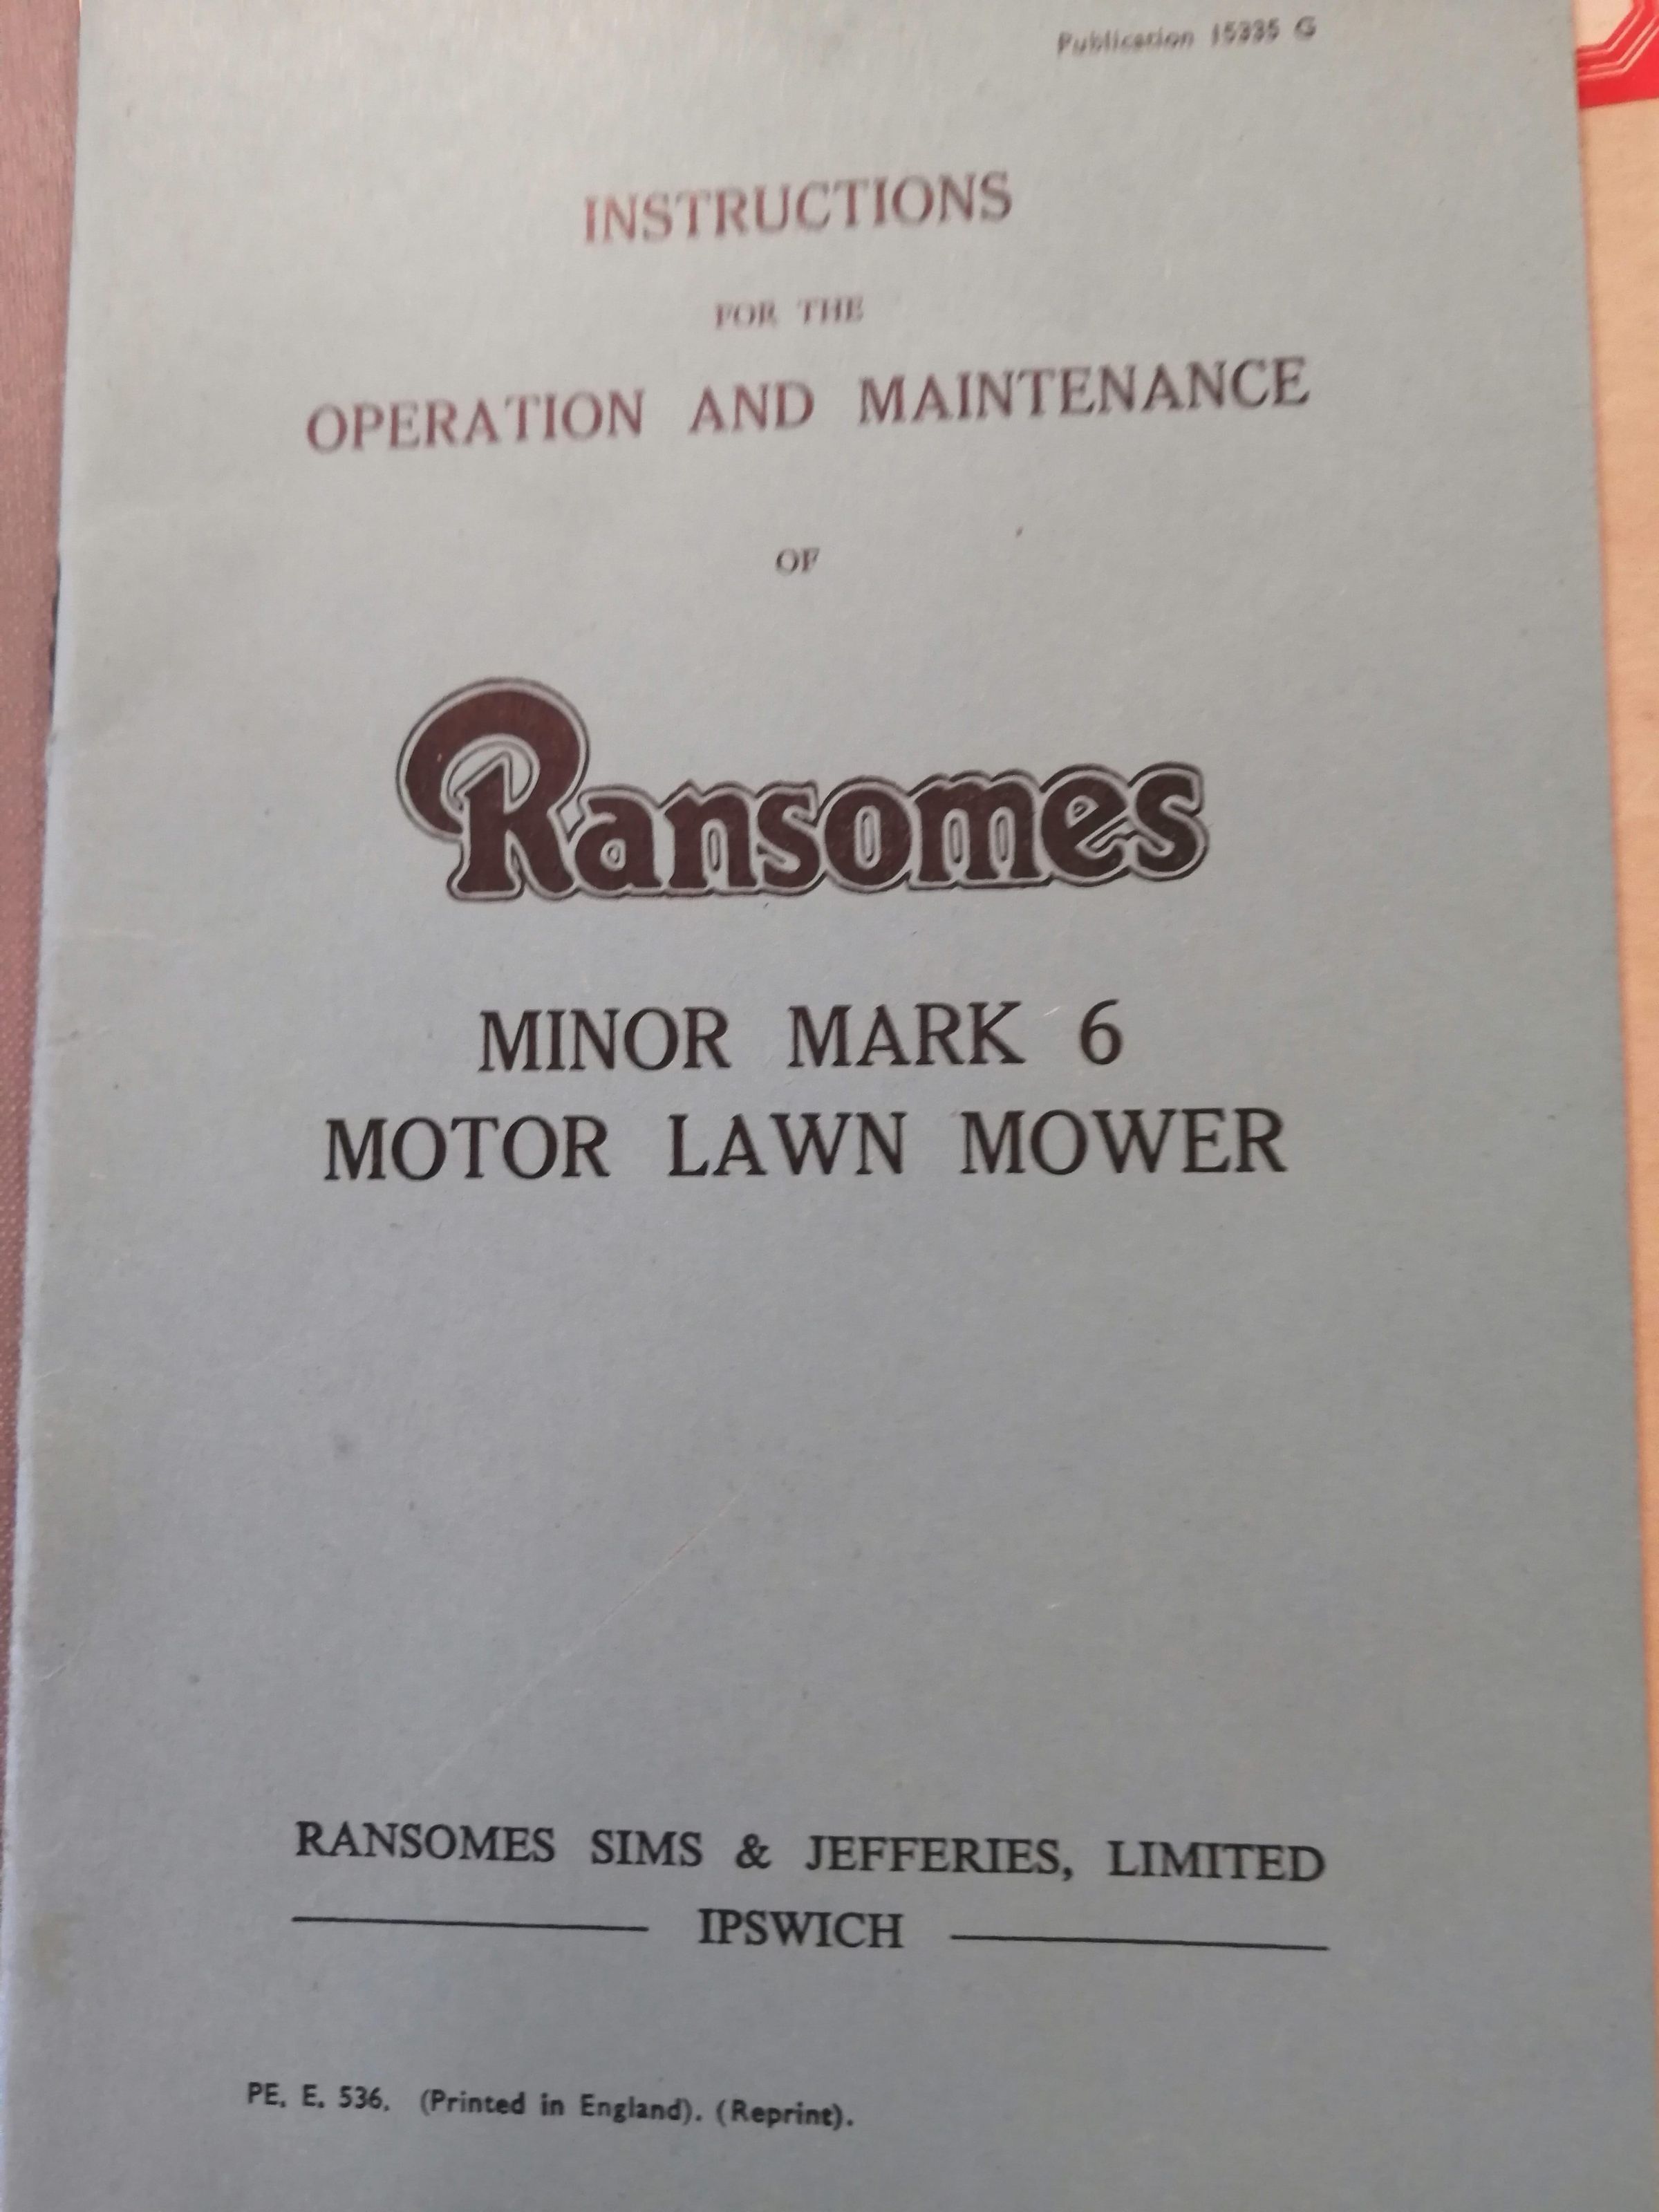 Publication 15335 G
INSTRUCTIONS
FOR THE
OPERATION AND MAINTENANCE
OF
Ransomes
MINOR MARK 6
MOTOR LAWN MOWER
RANSOMES SIMS & JEFFERIES, LIMITED
IPSWICH
PE. E. 536. (Printed in England). (Reprint).